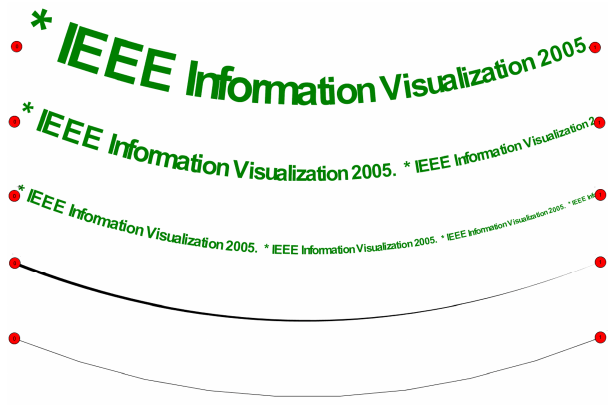 * IEEE Information Visualization 2005.
* IEEE Information Visualization 2005. * IEEE Information Visualization 2
* IEEE Information Visualization 2005. * IEEE Information Visualization 2005. * IEEE Information Visualization 2005. * IEEE